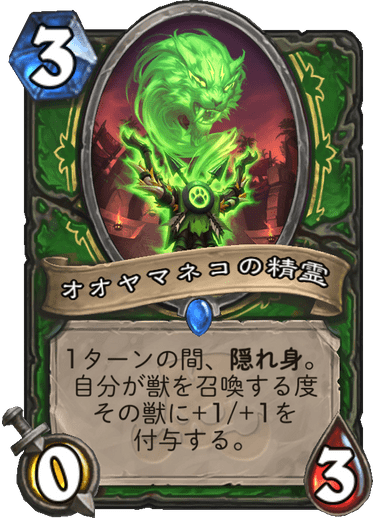 3
オオヤマネコの精霊
1ターンの間、隠れ身。
自分が獣を召喚する度
その獣に+1/+1を
付与する。
0
3